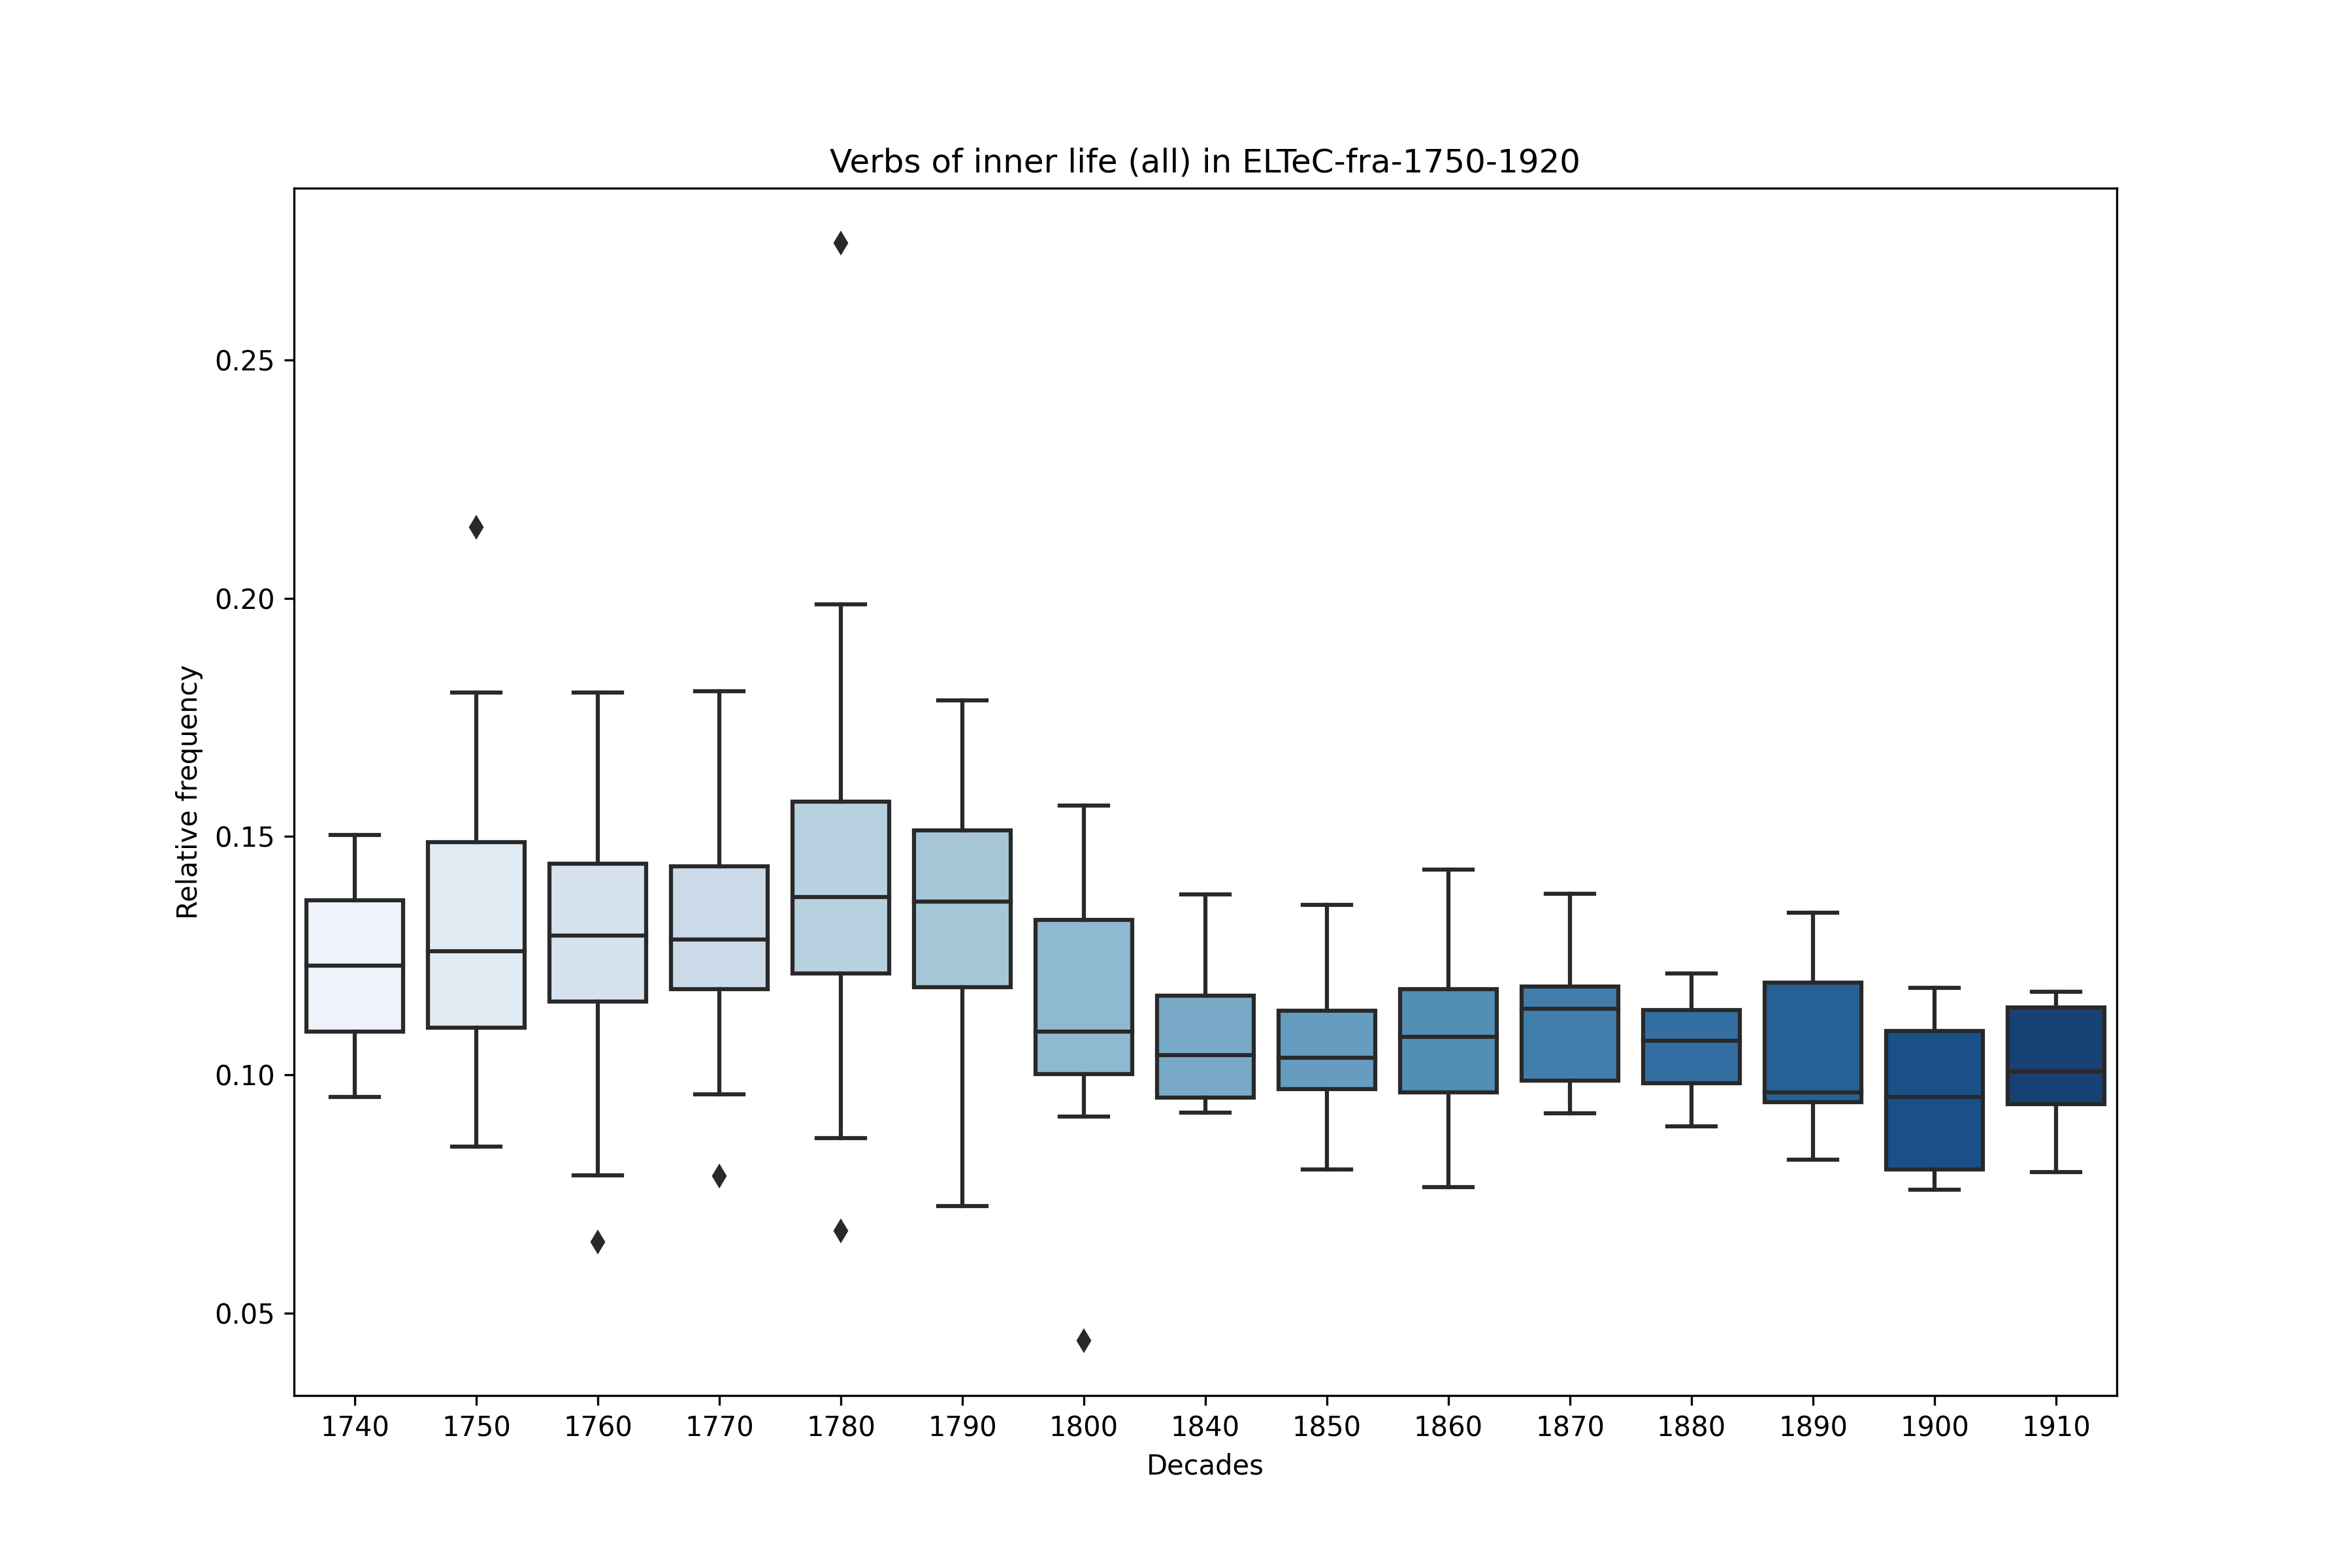 Verbs of inner life (all) in ELTeC-fra-1750-1920
Relative frequency
0.25
0.20
0.15
0.10
0.05
1740 1750 1760 1770 1780 1790 1800 1840 1850 1860 1870 1880 1890 1900 1910
Decades